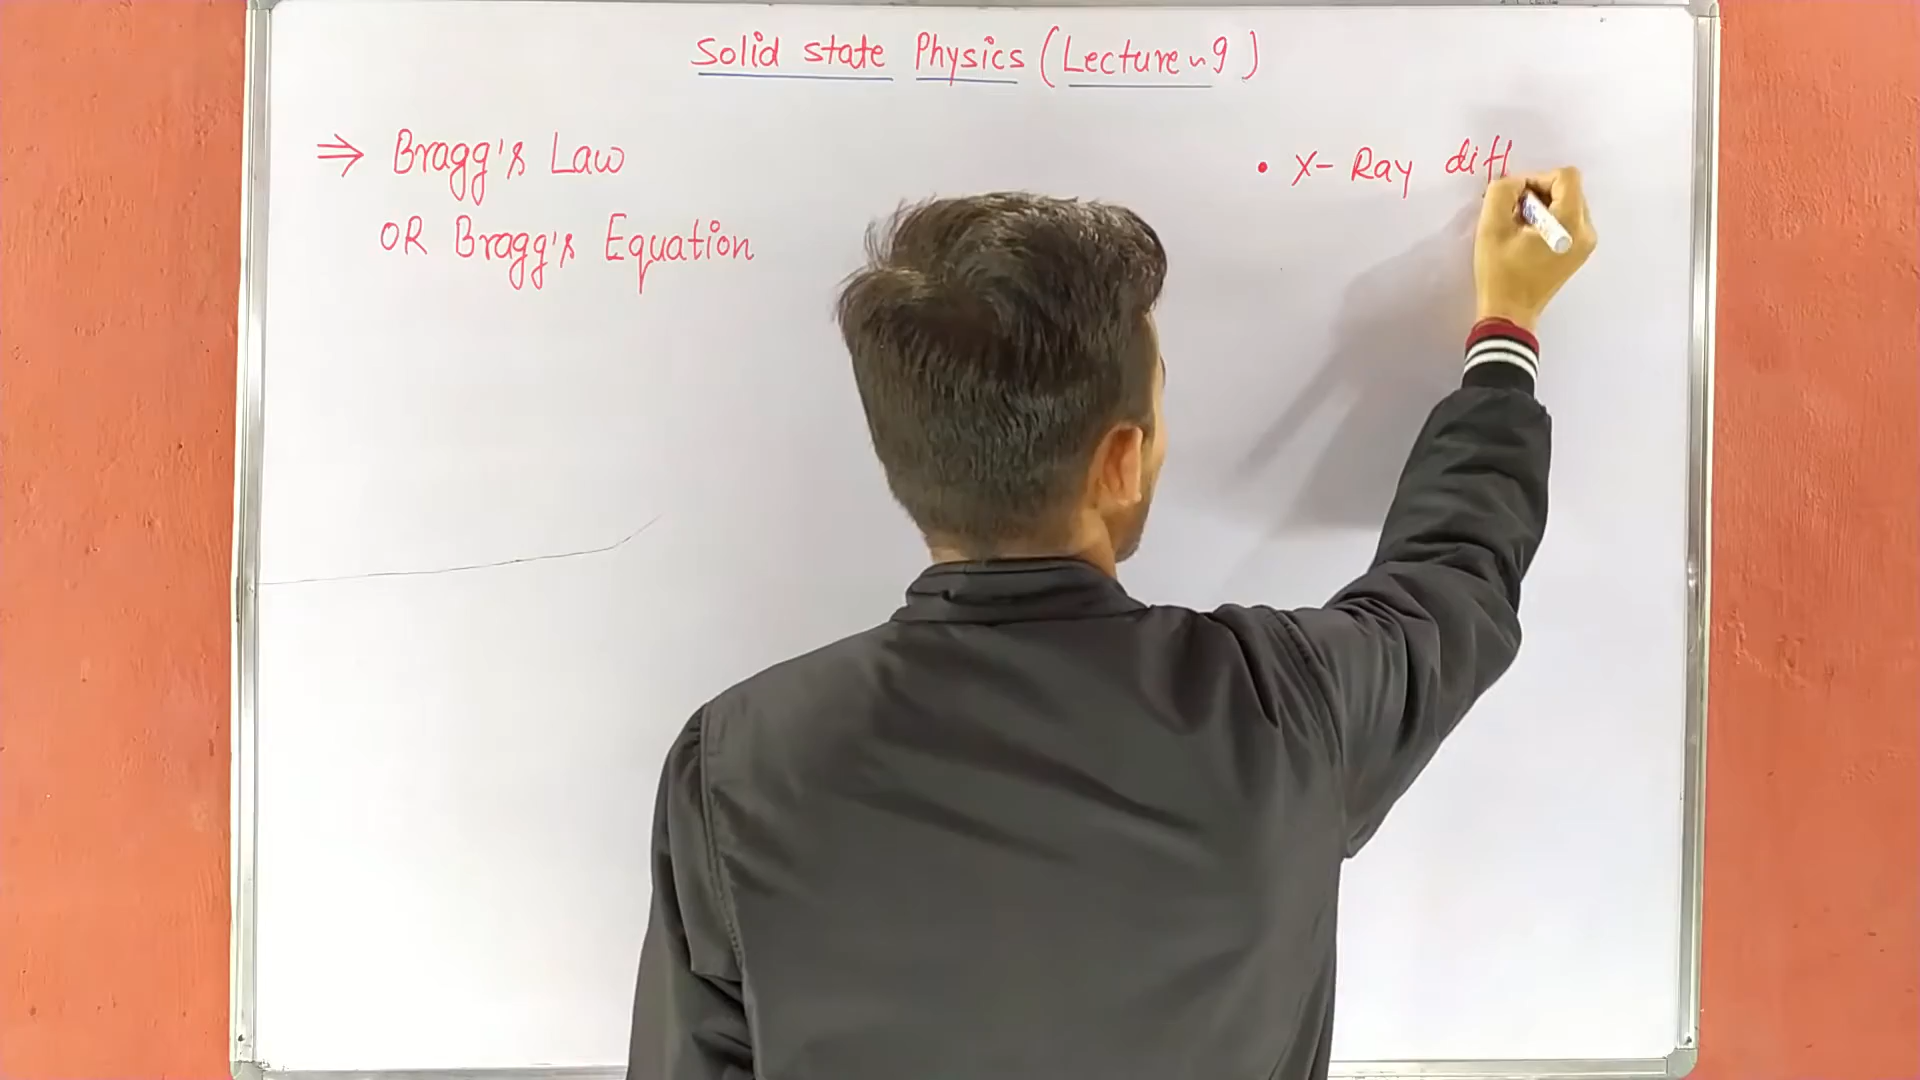 Solid state Physics (Lecture ~ 9)
⇒ Bragg's Law
OR Bragg's Equation
• X- Ray diff